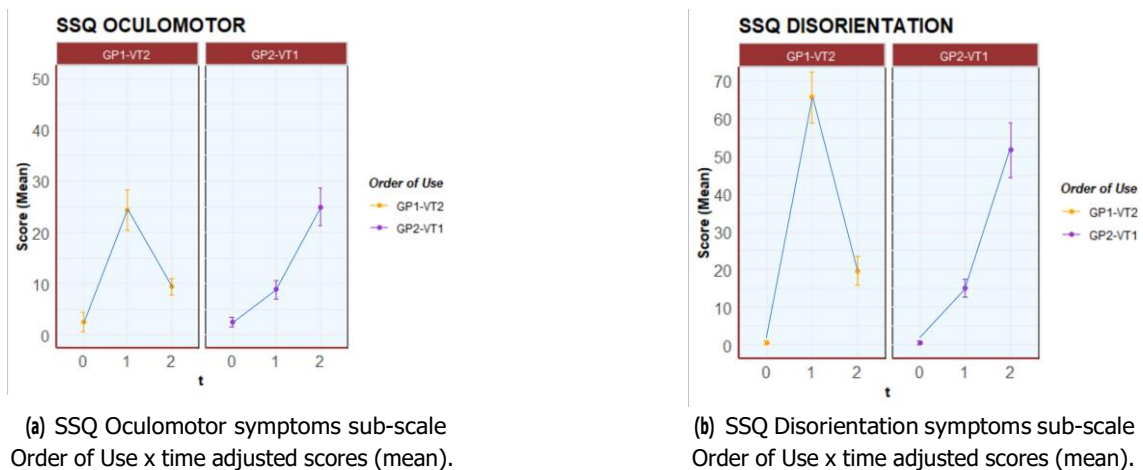 SSQ OCULOMOTOR
GP1-VT2 GP2-VT1
50
40
30
20
10
0
Score (Mean)
0 1 2 0 1 2
t
Order of Use
GP1-VT2
GP2-VT1
(a) SSQ Oculomotor symptoms sub-scale
Order of Use x time adjusted scores (mean).
SSQ DISORIENTATION
GP1-VT2 GP2-VT1
70
60
50
40
30
20
10
0
Score (Mean)
0 1 2 0 1 2
t
Order of Use
GP1-VT2
GP2-VT1
(b) SSQ Disorientation symptoms sub-scale
Order of Use x time adjusted scores (mean).